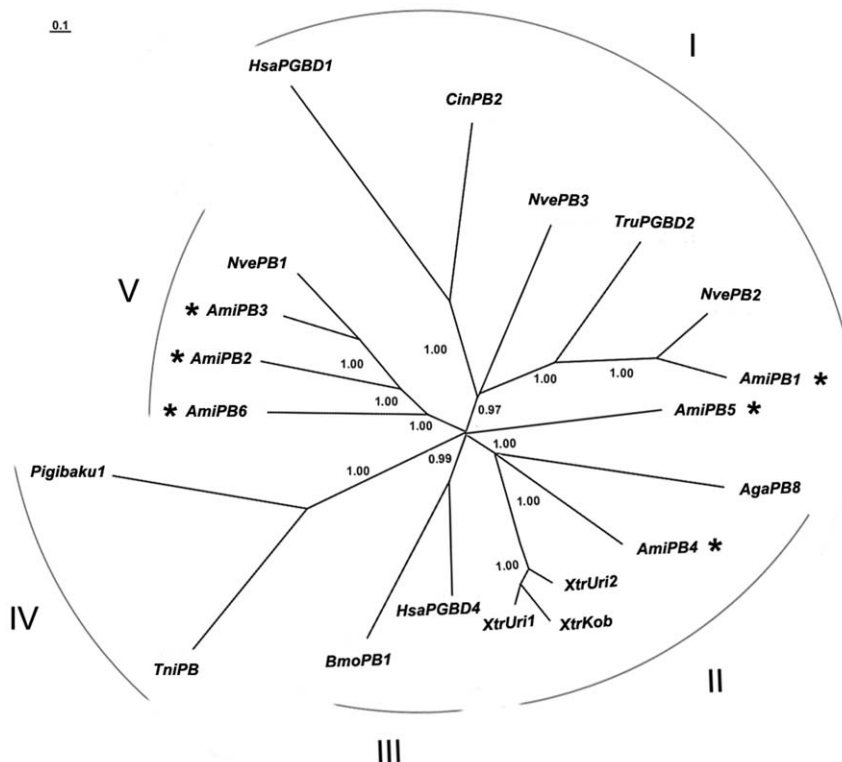 0.1
I
HsaPGBD1
CinPB2
NvePB3
TruPGBD2
NvePB1
NvePB2
V
* AmiPB3
1.00
1.00
* AmiPB2
1.00
1.00
AmiPB1 *
1.00
* AmiPB6
0.97
AmiPB5 *
1.00
1.00
0.99
Pigibaku1
1.00
AgaPB8
1.00
AmiPB4 *
1.00
XtrUri2
HsaPGBD4
XtrUri1
XtrKob
IV
TniPB
BmoPB1
II
III